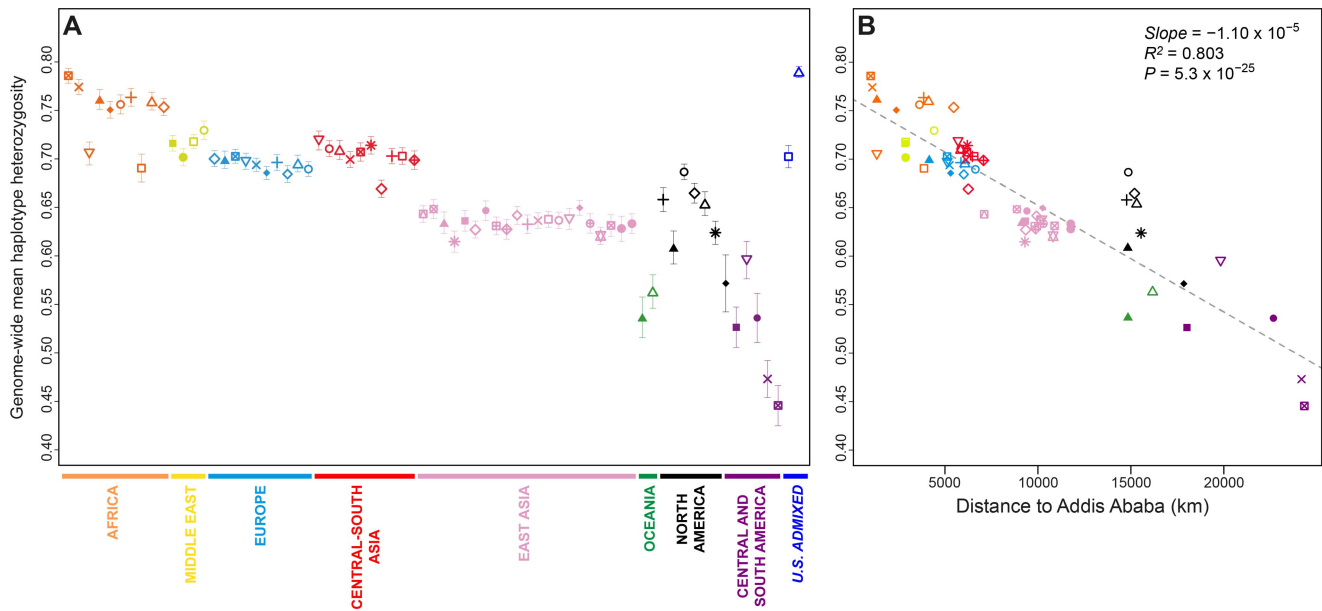 A
Genome-wide mean haplotype heterozygosity
0.80
0.75
0.70
0.65
0.60
0.55
0.50
0.45
0.40
AFRICA
MIDDLE EAST
EUROPE
CENTRAL-SOUTH
ASIA
EAST ASIA
OCEANIA
NORTH
AMERICA
CENTRAL AND
SOUTH AMERICA
U.S. ADMIXED
B
Slope = −1.10 x 10⁻⁵
R² = 0.803
P = 5.3 x 10⁻²⁵
0.80
0.75
0.70
0.65
0.60
0.55
0.50
0.45
0.40
5000
10000
15000
20000
Distance to Addis Ababa (km)